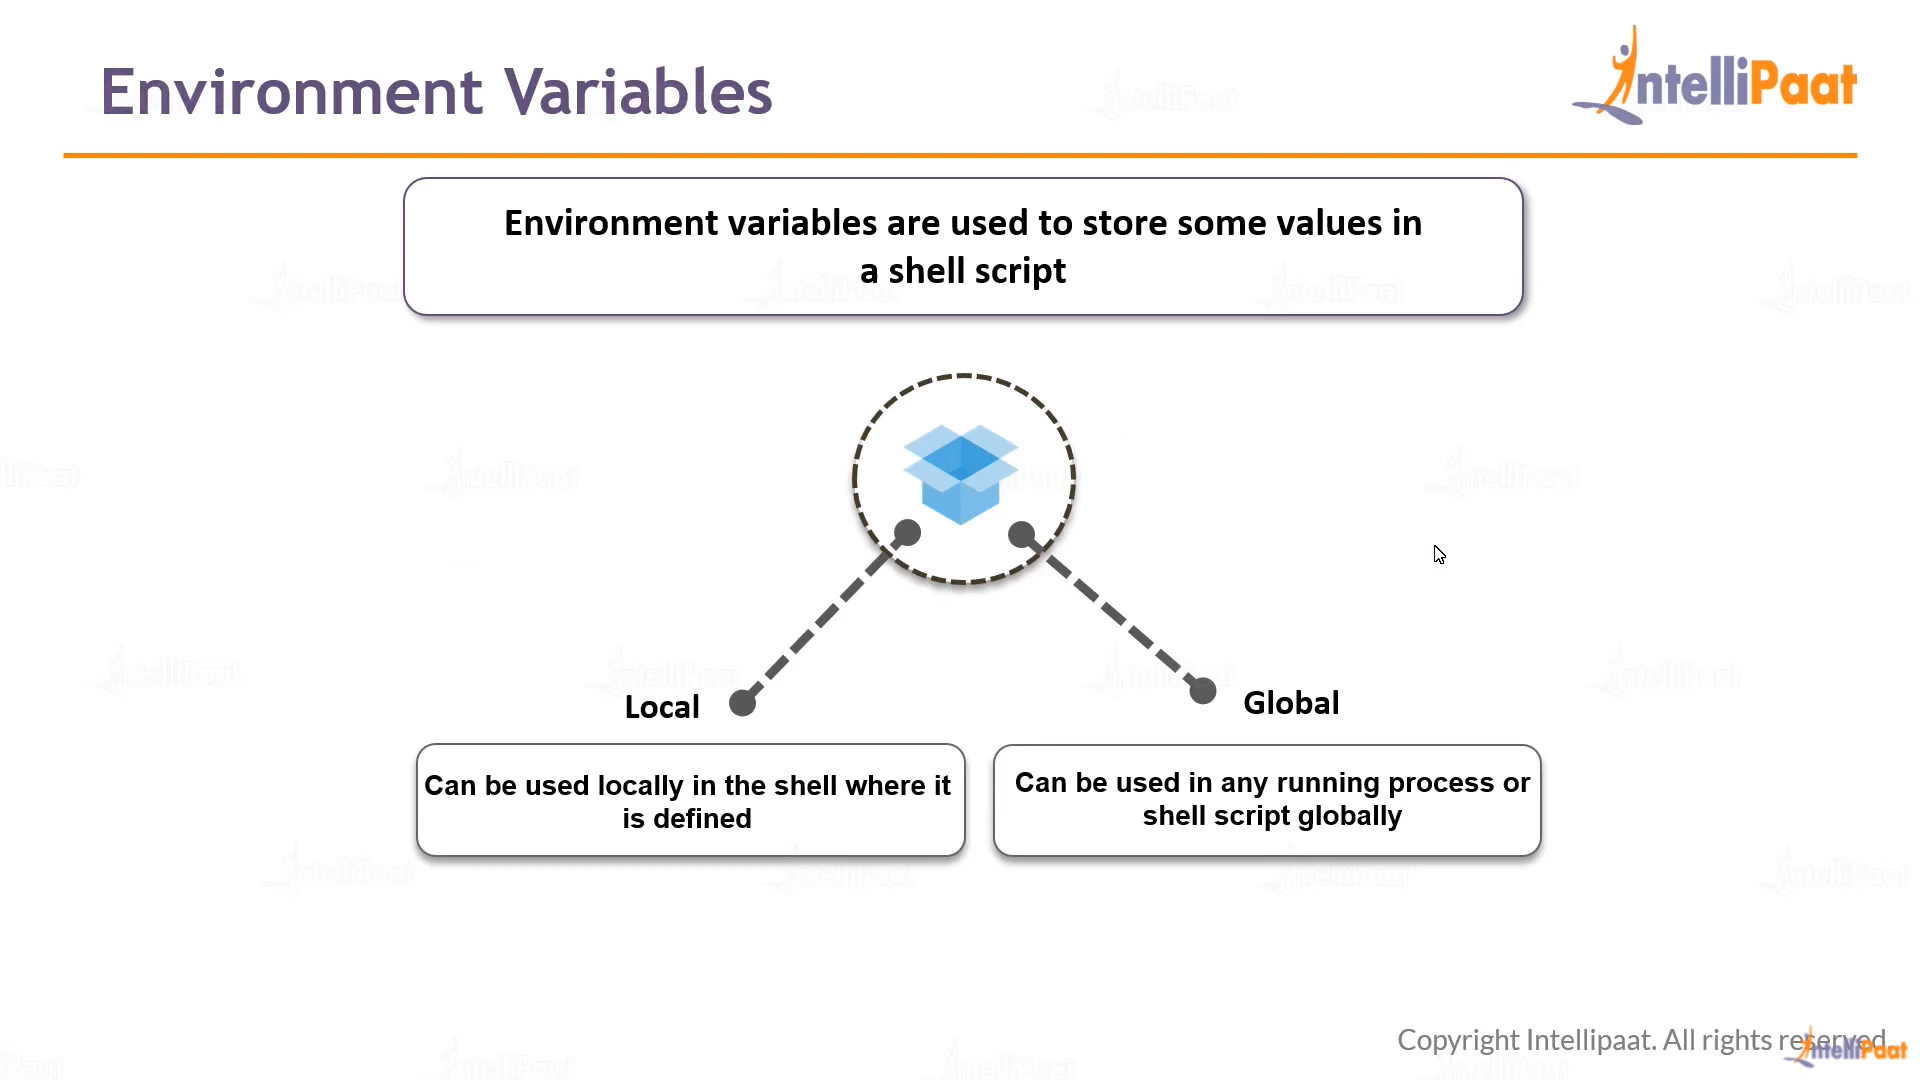 Environment Variables
IntelliPaat
Environment variables are used to store some values in
a shell script
Local
Global
Can be used locally in the shell where it
is defined
Can be used in any running process or
shell script globally
Copyright Intellipaat. All rights reserved.
IntelliPaat